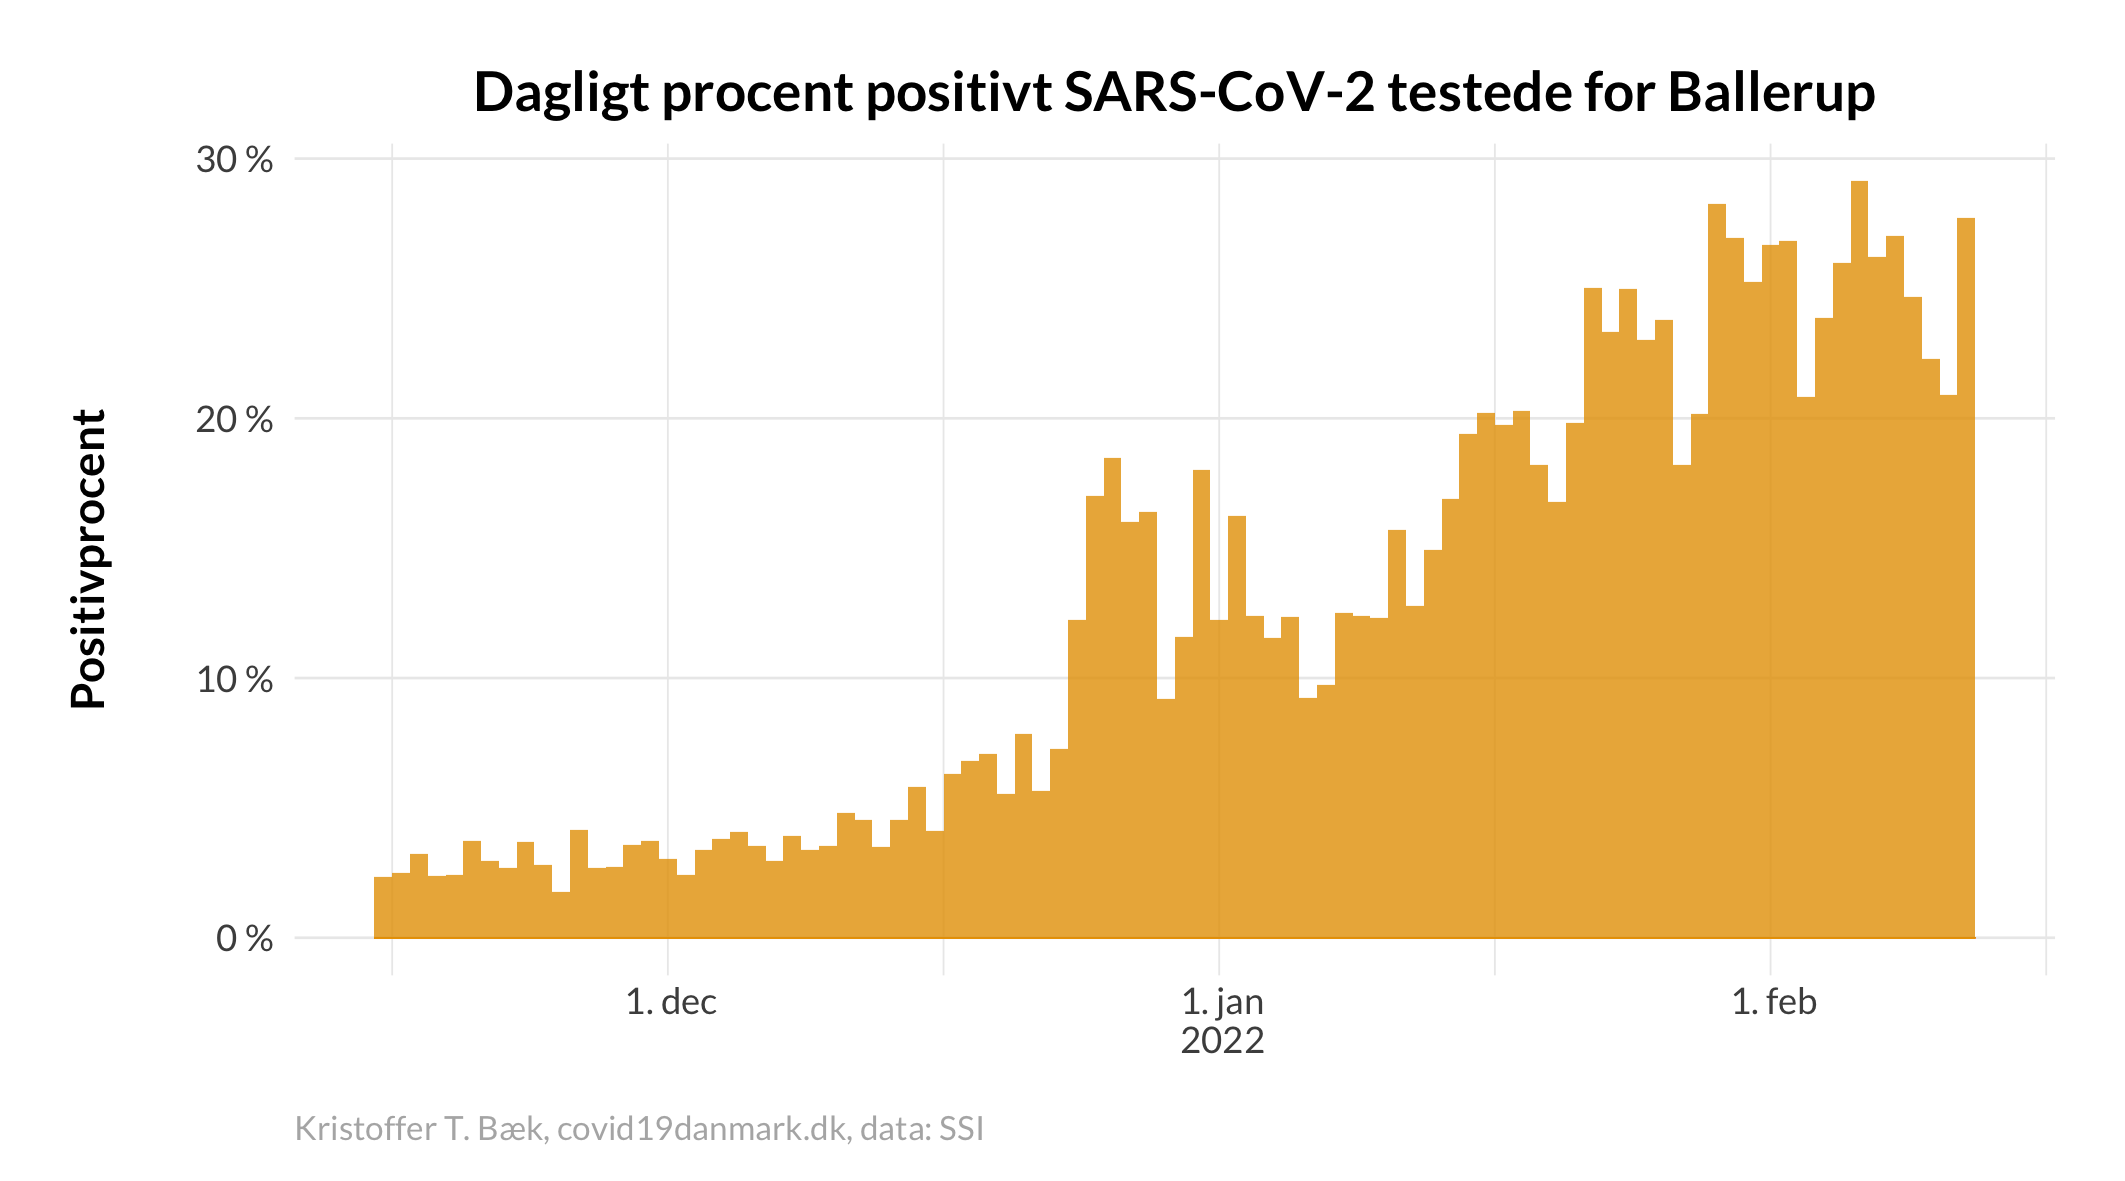 Dagligt procent positivt SARS-CoV-2 testede for Ballerup
Positivprocent
30 %
20 %
10 %
0 %
1. dec
1. jan
2022
1. feb
Kristoffer T. Bæk, covid19danmark.dk, data: SSI